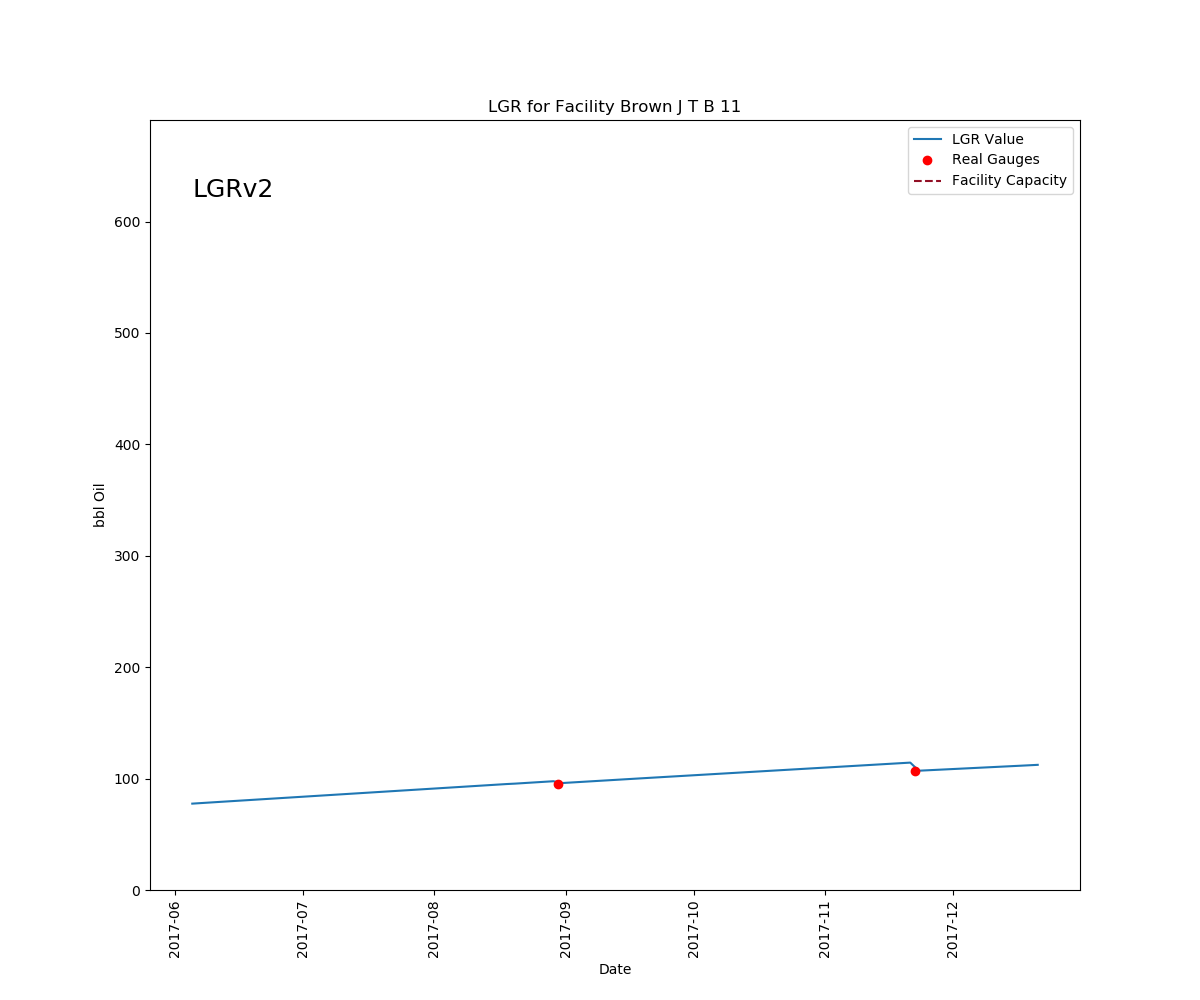 LGR for Facility Brown J T B 11
LGRv2
LGR Value
Real Gauges
Facility Capacity
600
500
400
300
200
100
0
bbl Oil
2017-06
2017-07
2017-08
2017-09
2017-10
2017-11
2017-12
Date